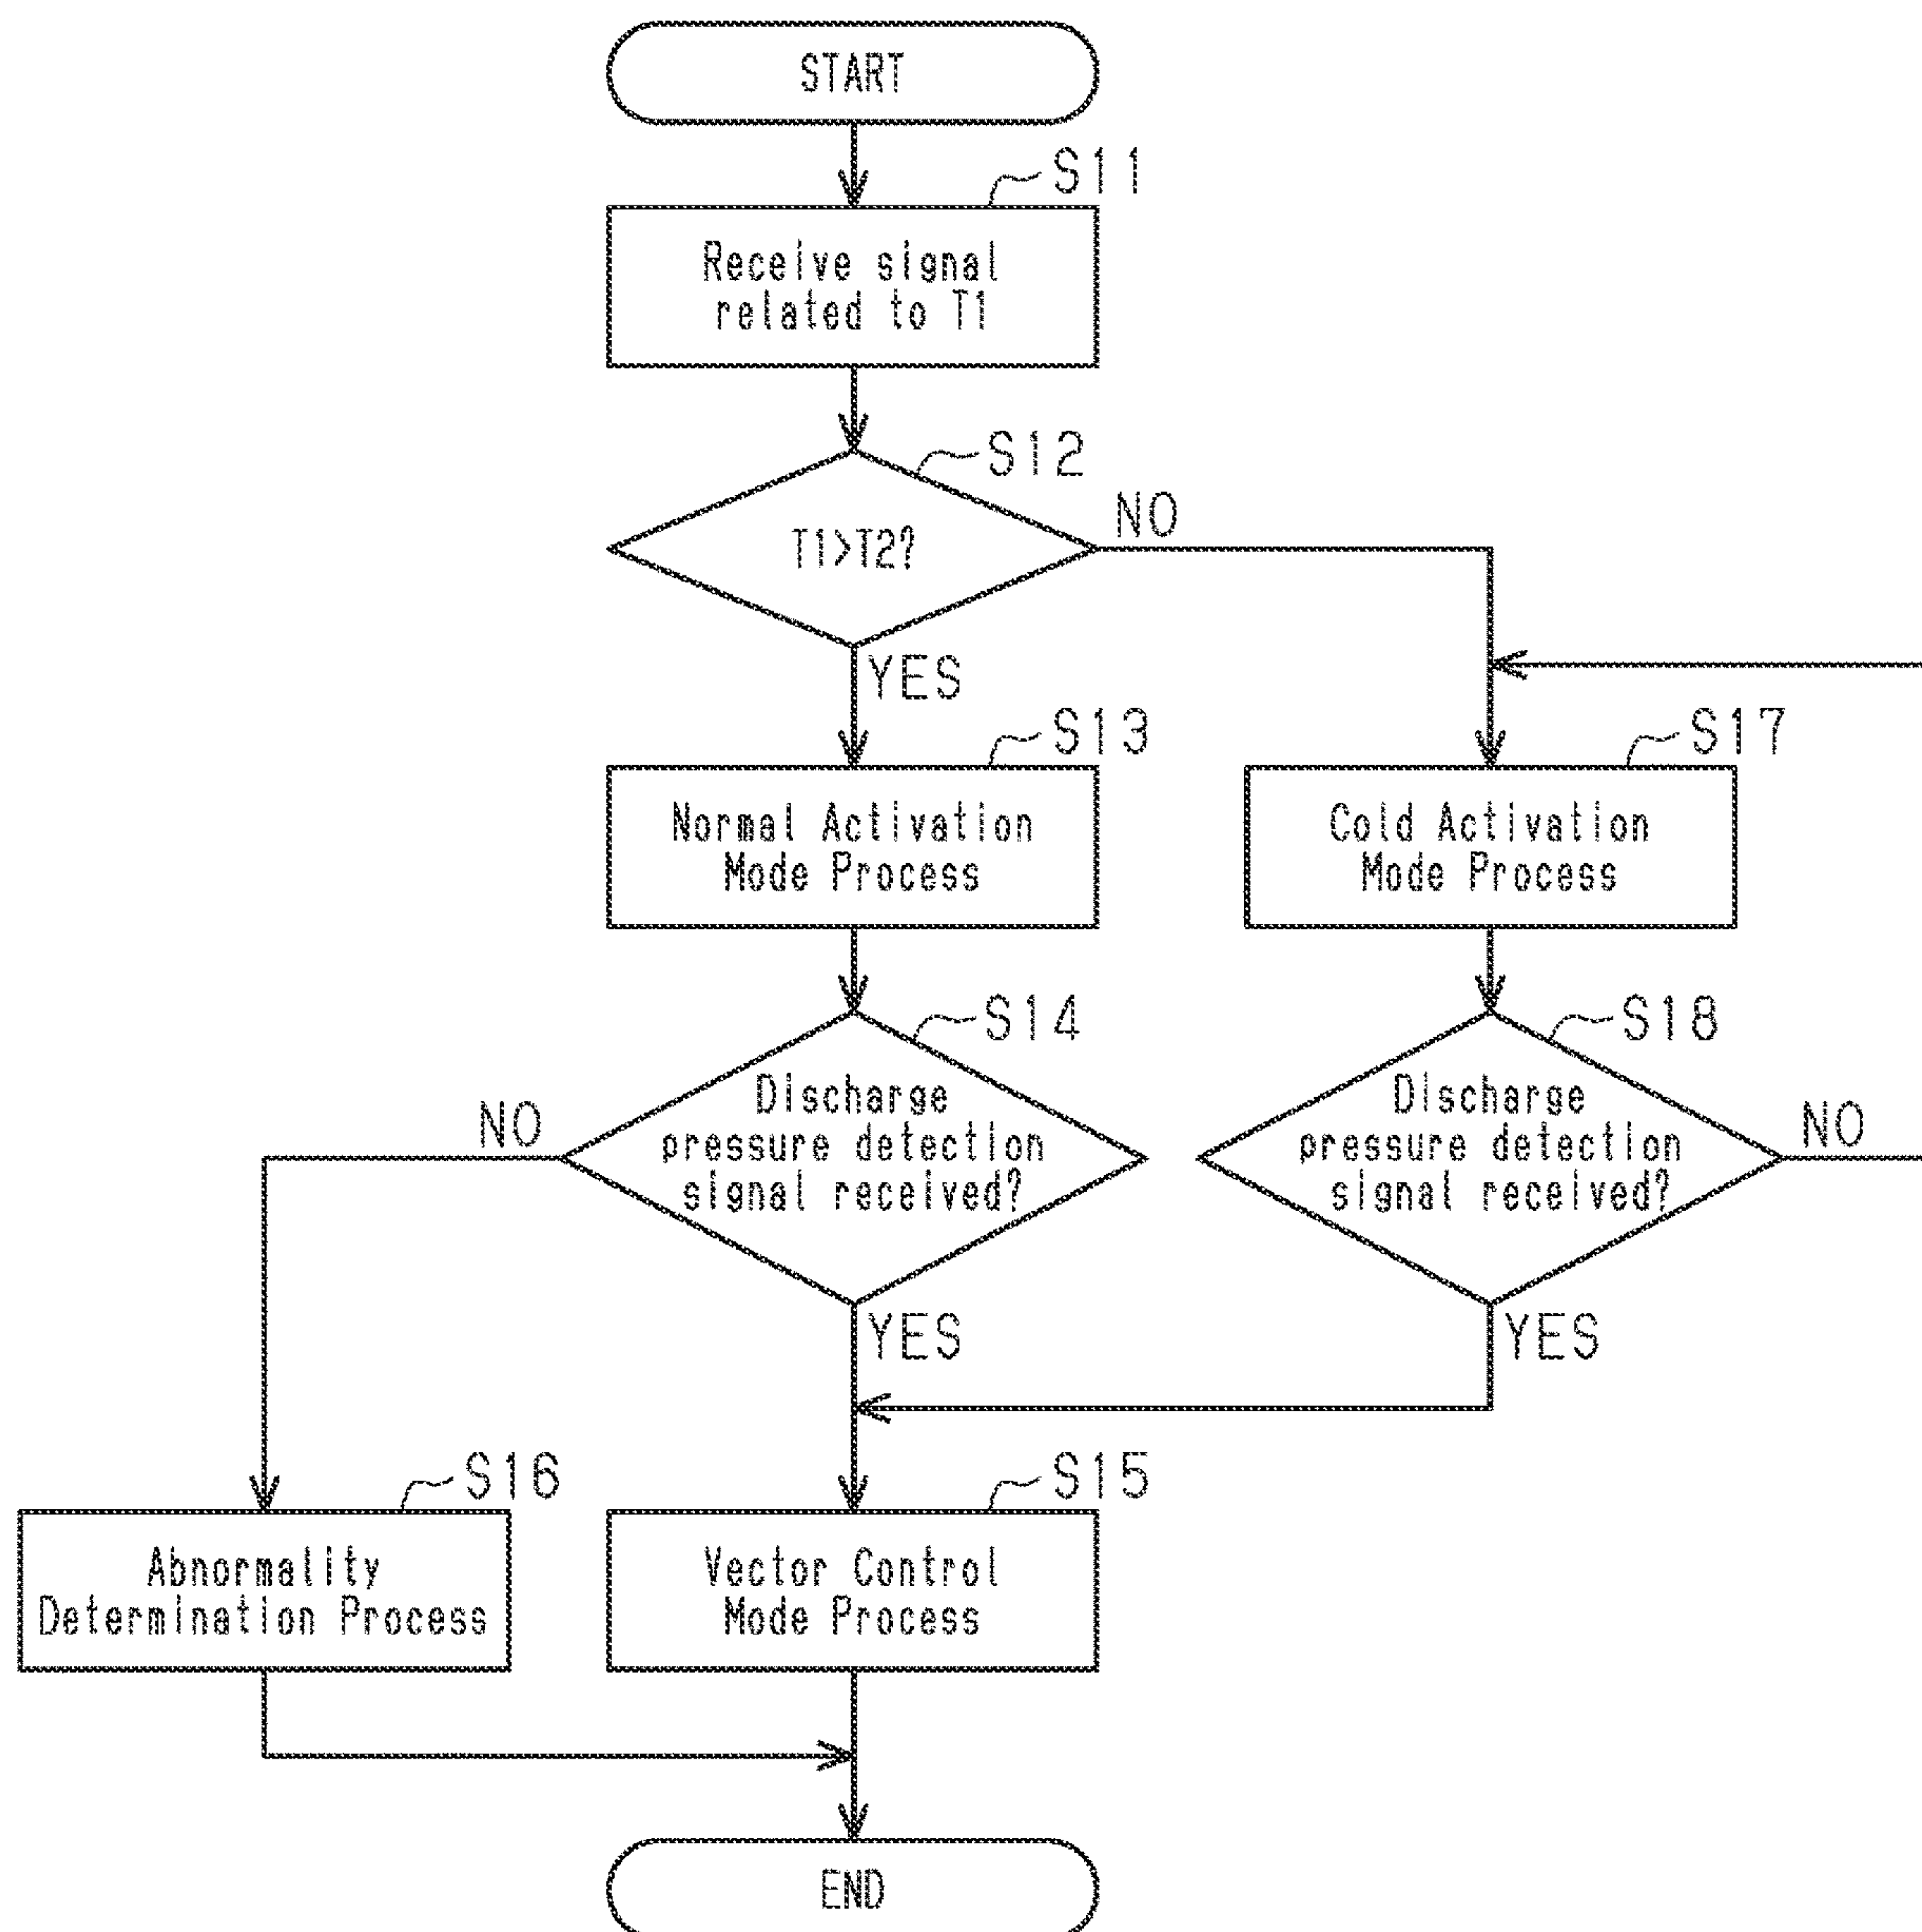 START
S11
Receive signal
related to T1
S12
T1>T2?
NO
YES
S13
Normal Activation
Mode Process
S17
Cold Activation
Mode Process
S14
Discharge
pressure detection
signal received?
NO
YES
S18
Discharge
pressure detection
signal received?
NO
YES
S16
Abnormality
Determination Process
S15
Vector Control
Mode Process
END